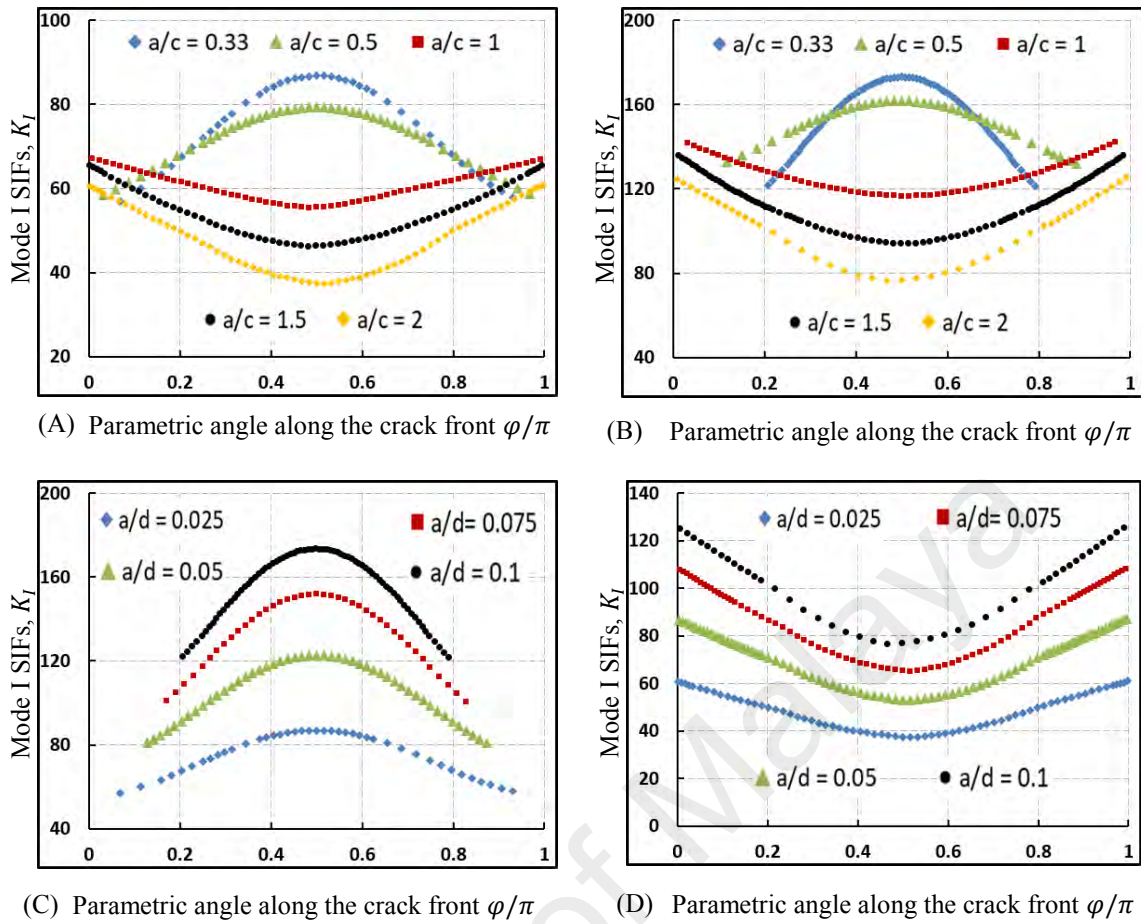 100
80
60
40
20
0 0.2 0.4 0.6 0.8 1
Mode I SIFs, K_I
a/c = 0.33 a/c = 0.5 a/c = 1
a/c = 1.5 a/c = 2
(A) Parametric angle along the crack front φ/π
200
160
120
80
40
0 0.2 0.4 0.6 0.8 1
Mode I SIFs, K_I
a/c = 0.33 a/c = 0.5 a/c = 1
a/c = 1.5 a/c = 2
(B) Parametric angle along the crack front φ/π
200
160
120
80
40
0 0.2 0.4 0.6 0.8 1
Mode I SIFs, K_I
a/d = 0.025 a/d = 0.075
a/d = 0.05 a/d = 0.1
(C) Parametric angle along the crack front φ/π
140
120
100
80
60
40
20
0
0 0.2 0.4 0.6 0.8 1
Mode I SIFs, K_I
a/d = 0.025 a/d= 0.075
a/d = 0.05 a/d = 0.1
(D) Parametric angle along the crack front φ/π
of Malaya